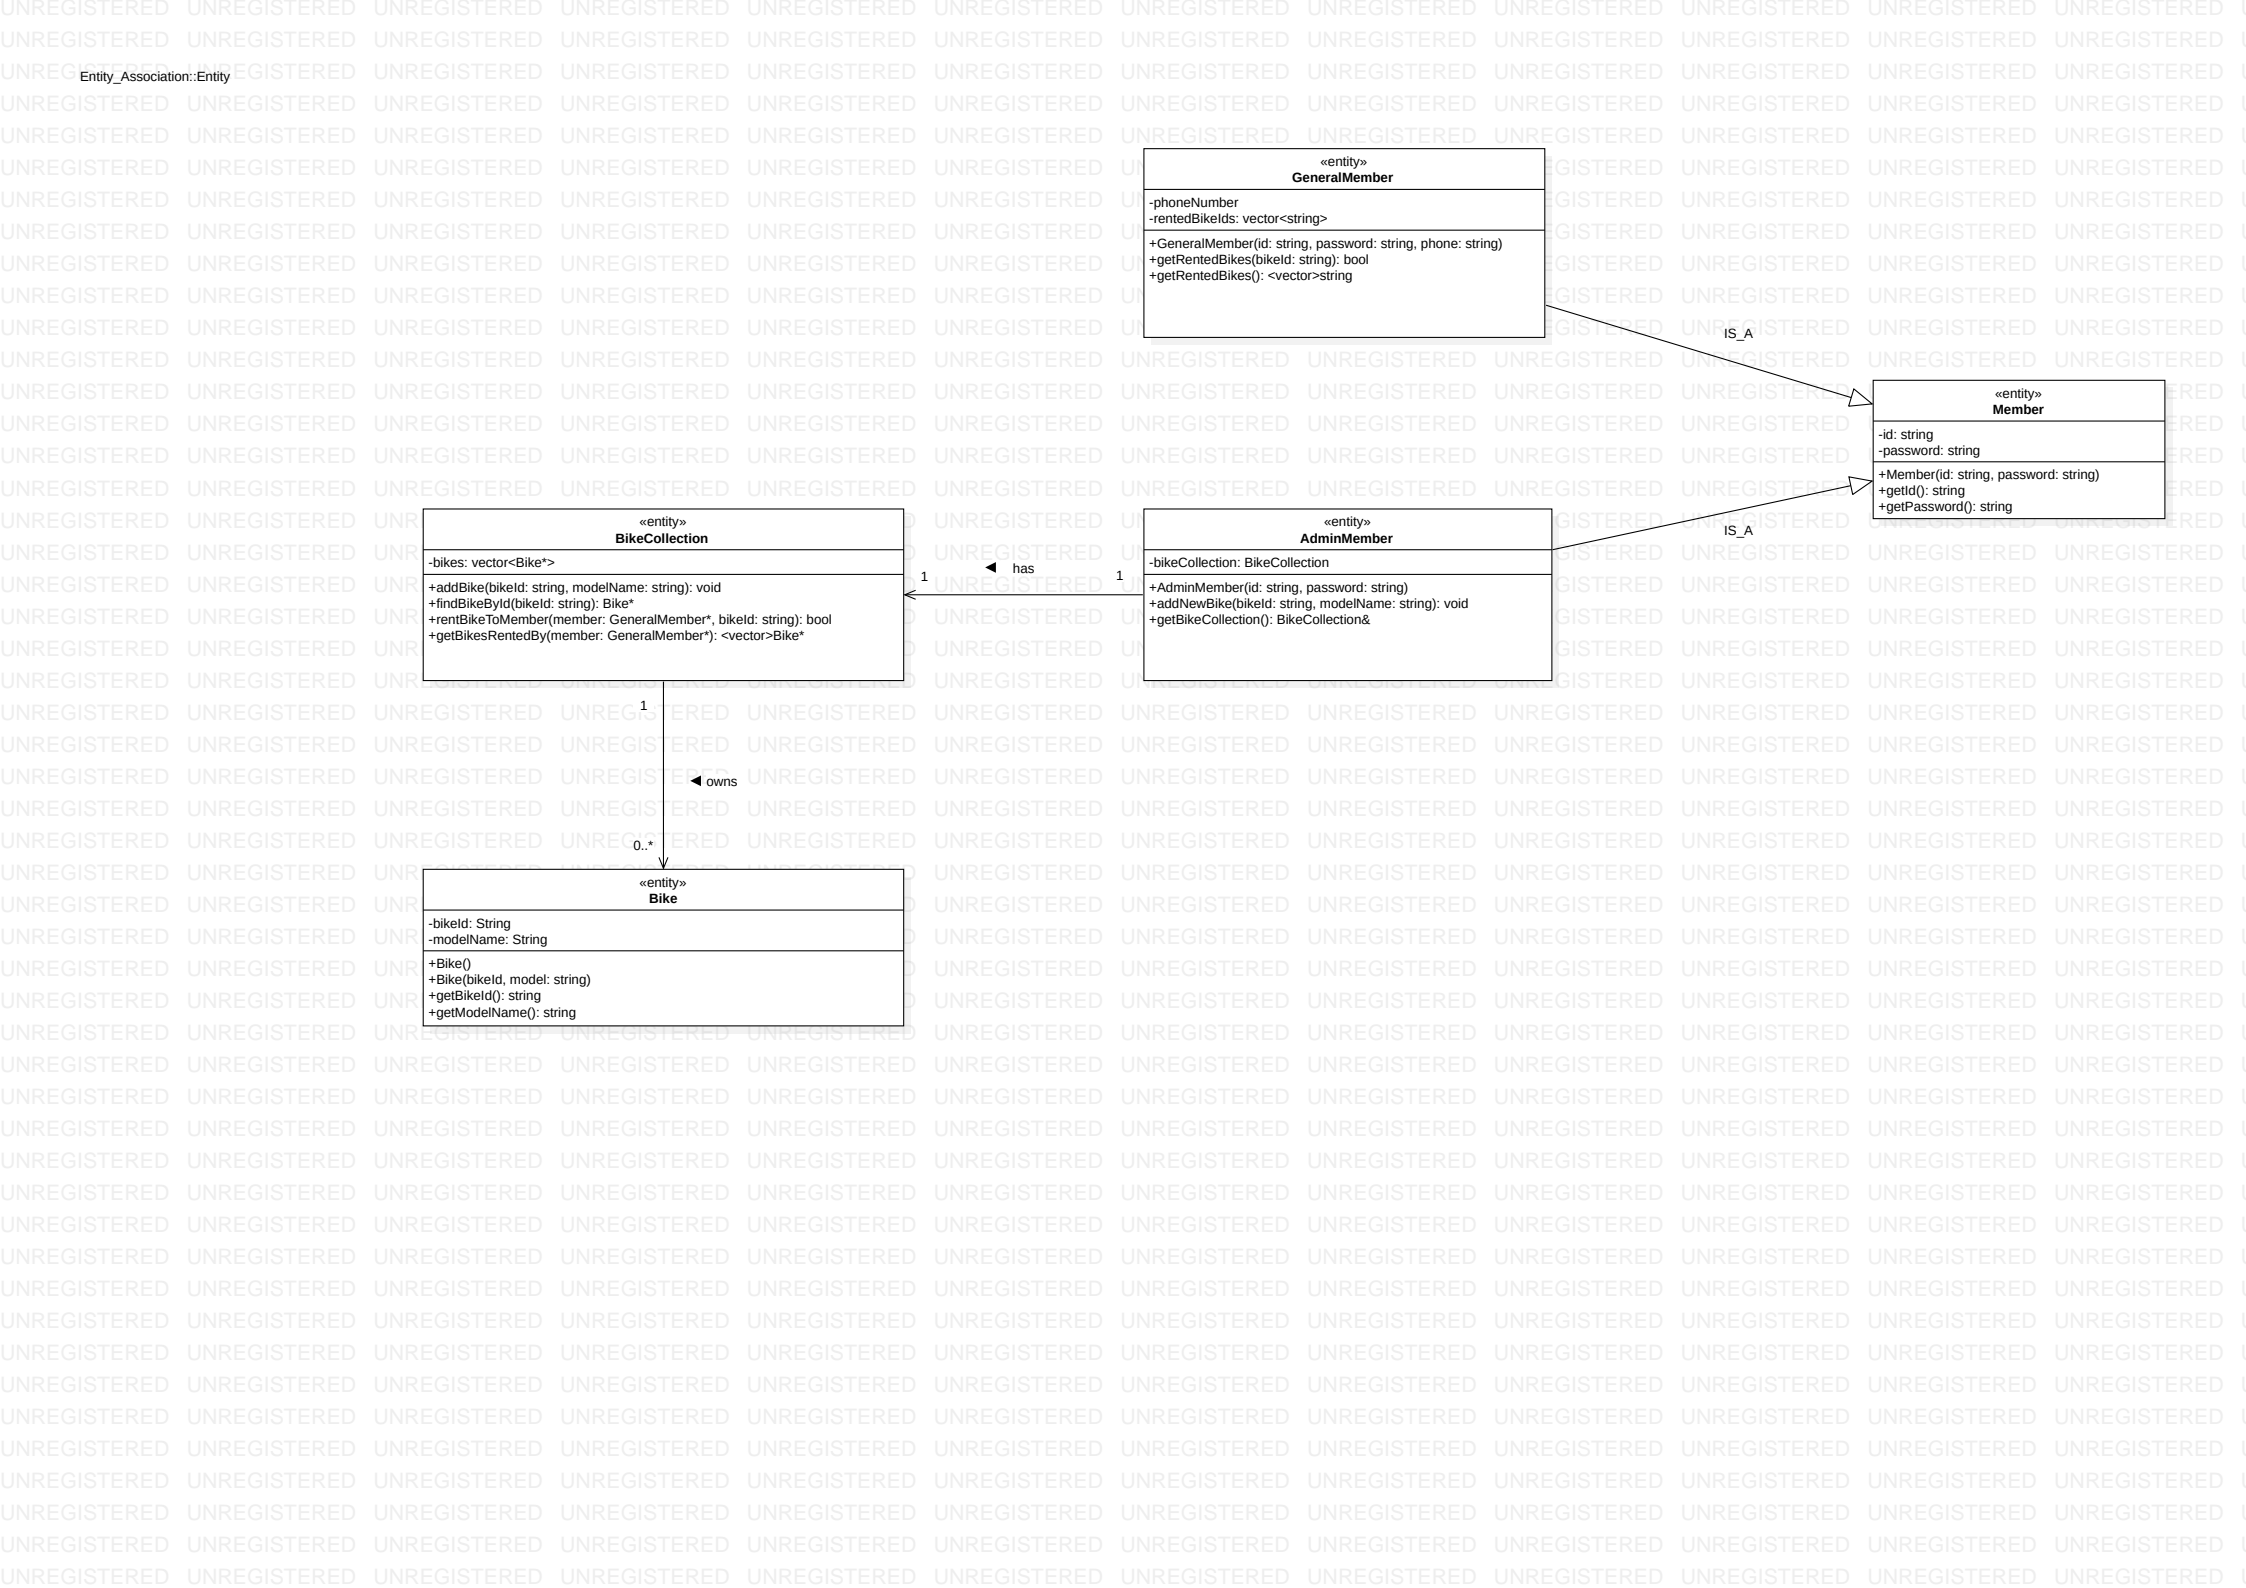 Entity_Association::Entity
«entity»
GeneralMember
-phoneNumber
-rentedBikeIds: vector<string>
+GeneralMember(id: string, password: string, phone: string)
+getRentedBikes(bikeId: string): bool
+getRentedBikes(): <vector>string
IS_A
«entity»
Member
-id: string
-password: string
+Member(id: string, password: string)
+getId(): string
+getPassword(): string
IS_A
«entity»
BikeCollection
-bikes: vector<Bike*>
+addBike(bikeId: string, modelName: string): void
+findBikeById(bikeId: string): Bike*
+rentBikeToMember(member: GeneralMember*, bikeId: string): bool
+getBikesRentedBy(member: GeneralMember*): <vector>Bike*
1
◄ has
1
«entity»
AdminMember
-bikeCollection: BikeCollection
+AdminMember(id: string, password: string)
+addNewBike(bikeId: string, modelName: string): void
+getBikeCollection(): BikeCollection&
1
◄ owns
0..*
«entity»
Bike
-bikeId: String
-modelName: String
+Bike()
+Bike(bikeId, model: string)
+getBikeId(): string
+getModelName(): string
UNREGISTERED